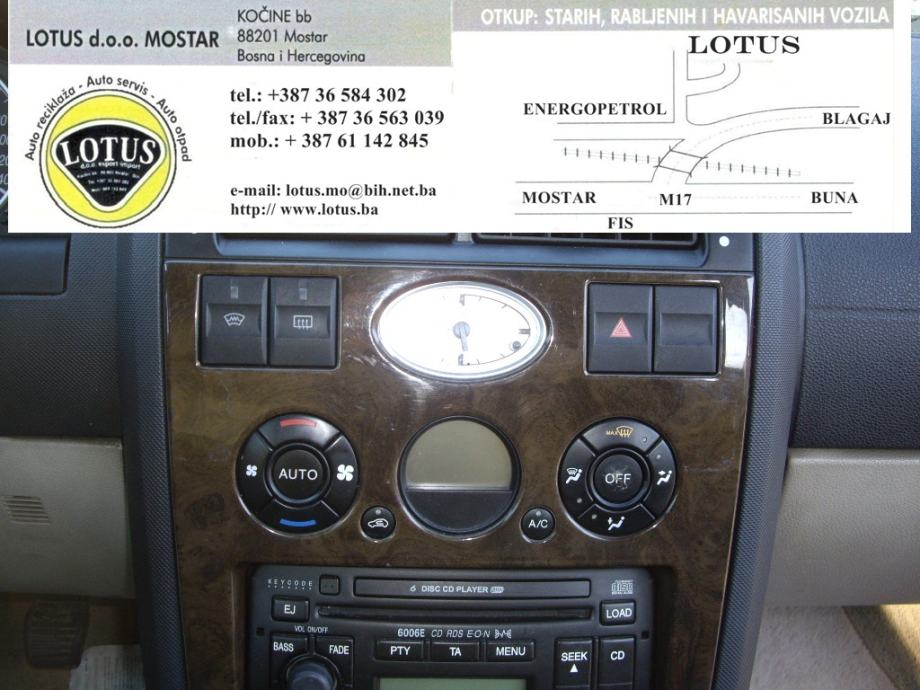 LOTUS d.o.o. MOSTAR
KOČINE bb
88201 Mostar
Bosna i Hercegovina
Auto reciklaža - Auto servis - Auto otpad
LOTUS
d.o.o. export-import
tel.: +387 36 584 302
tel./fax: + 387 36 563 039
mob.: + 387 61 142 845
e-mail: lotus.mo@bih.net.ba
http:// www.lotus.ba
OTKUP: STARIH, RABLJENIH I HAVARISANIH VOZILA
LOTUS
ENERGOPETROL
BLAGAJ
MOSTAR
M17
BUNA
FIS
MAX
AUTO
OFF
A/C
KEYCODE
6 DISC CD PLAYER
EJ
LOAD
VOL ON/OFF
6006E CD RDS E·O·N
BASS
FADE
PTY
TA
MENU
SEEK
CD